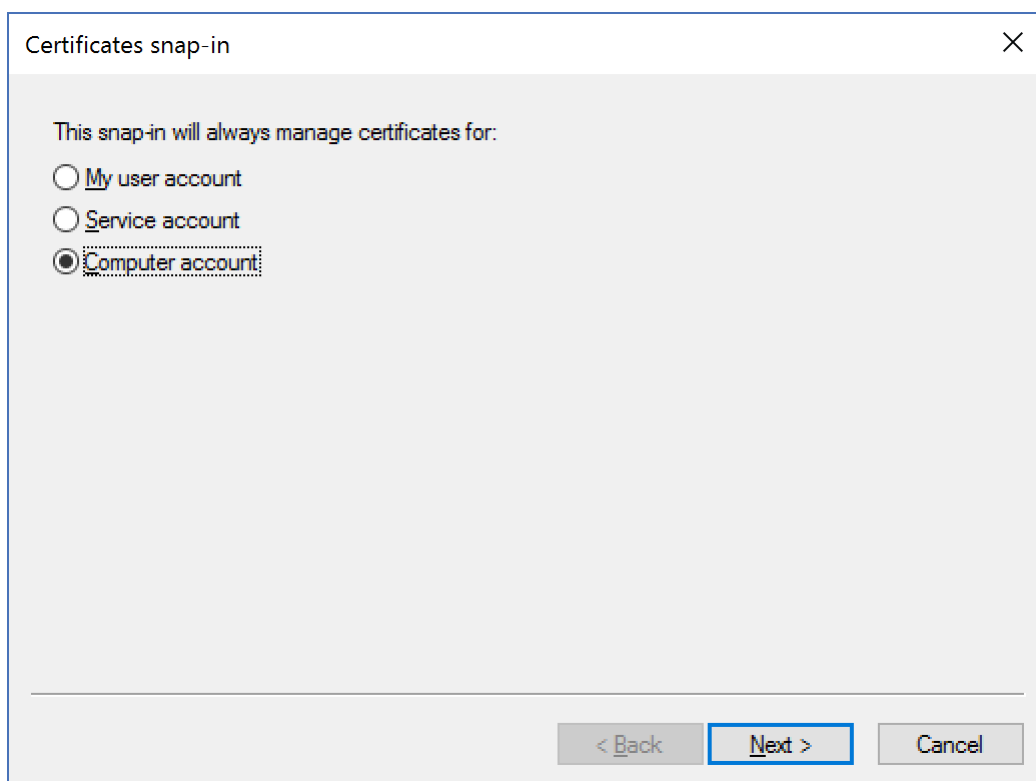 Certificates snap-in
This snap-in will always manage certificates for:
My user account
Service account
Computer account
< Back
Next >
Cancel